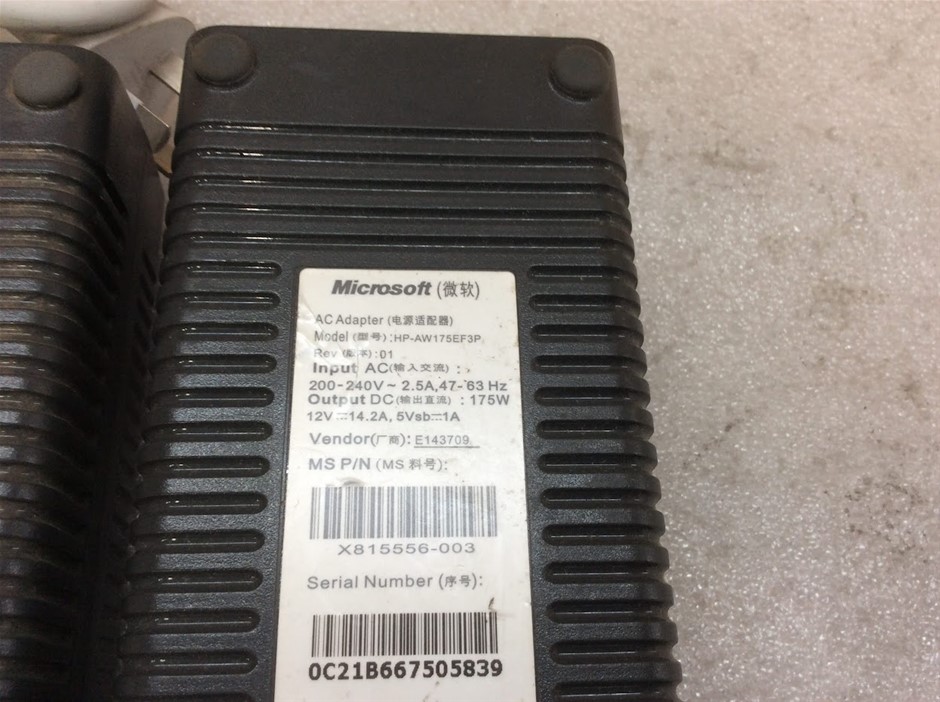 Microsoft (微软)
AC Adapter (电源适配器)
Model (型号):HP-AW175EF3P
Rev (版本):01
Input AC(输入交流) :
200-240V ~ 2.5A,47-63 Hz
Output DC(输出直流) : 175W
12V⎓14.2A, 5Vsb⎓1A
Vendor(厂商): E143709
MS P/N (MS 料号):
X815556-003
Serial Number (序号):
0C21B667505839